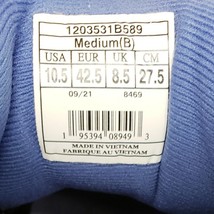 1203531B589
Medium(B)
USA EUR UK CM
10.5 42.5 8.5 27.5
09/21 8469
1 95394 08949 3
MADE IN VIETNAM
FABRIQUE AU VIETNAM